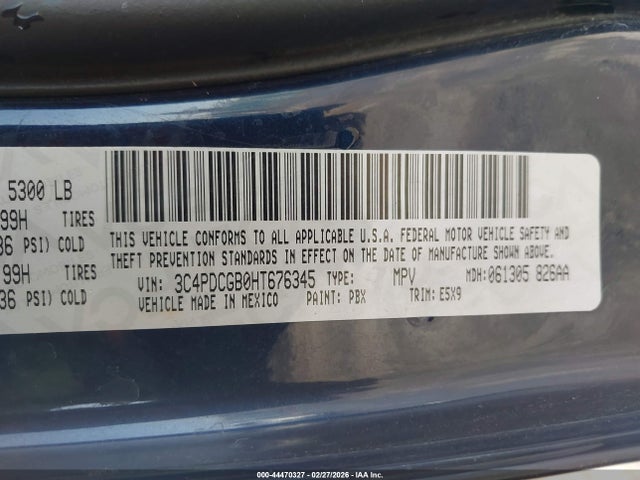 5300 LB
99H TIRES
36 PSI) COLD
99H TIRES
36 PSI) COLD
THIS VEHICLE CONFORMS TO ALL APPLICABLE U.S.A. FEDERAL MOTOR VEHICLE SAFETY AND
THEFT PREVENTION STANDARDS IN EFFECT ON THE DATE OF MANUFACTURE SHOWN ABOVE.
VIN: 3C4PDCGB0HT676345 TYPE: MPV MDH: 061305 826AA
VEHICLE MADE IN MEXICO PAINT: PBX TRIM: E5X9
000-44470327 - 02/27/2026 - IAA Inc.